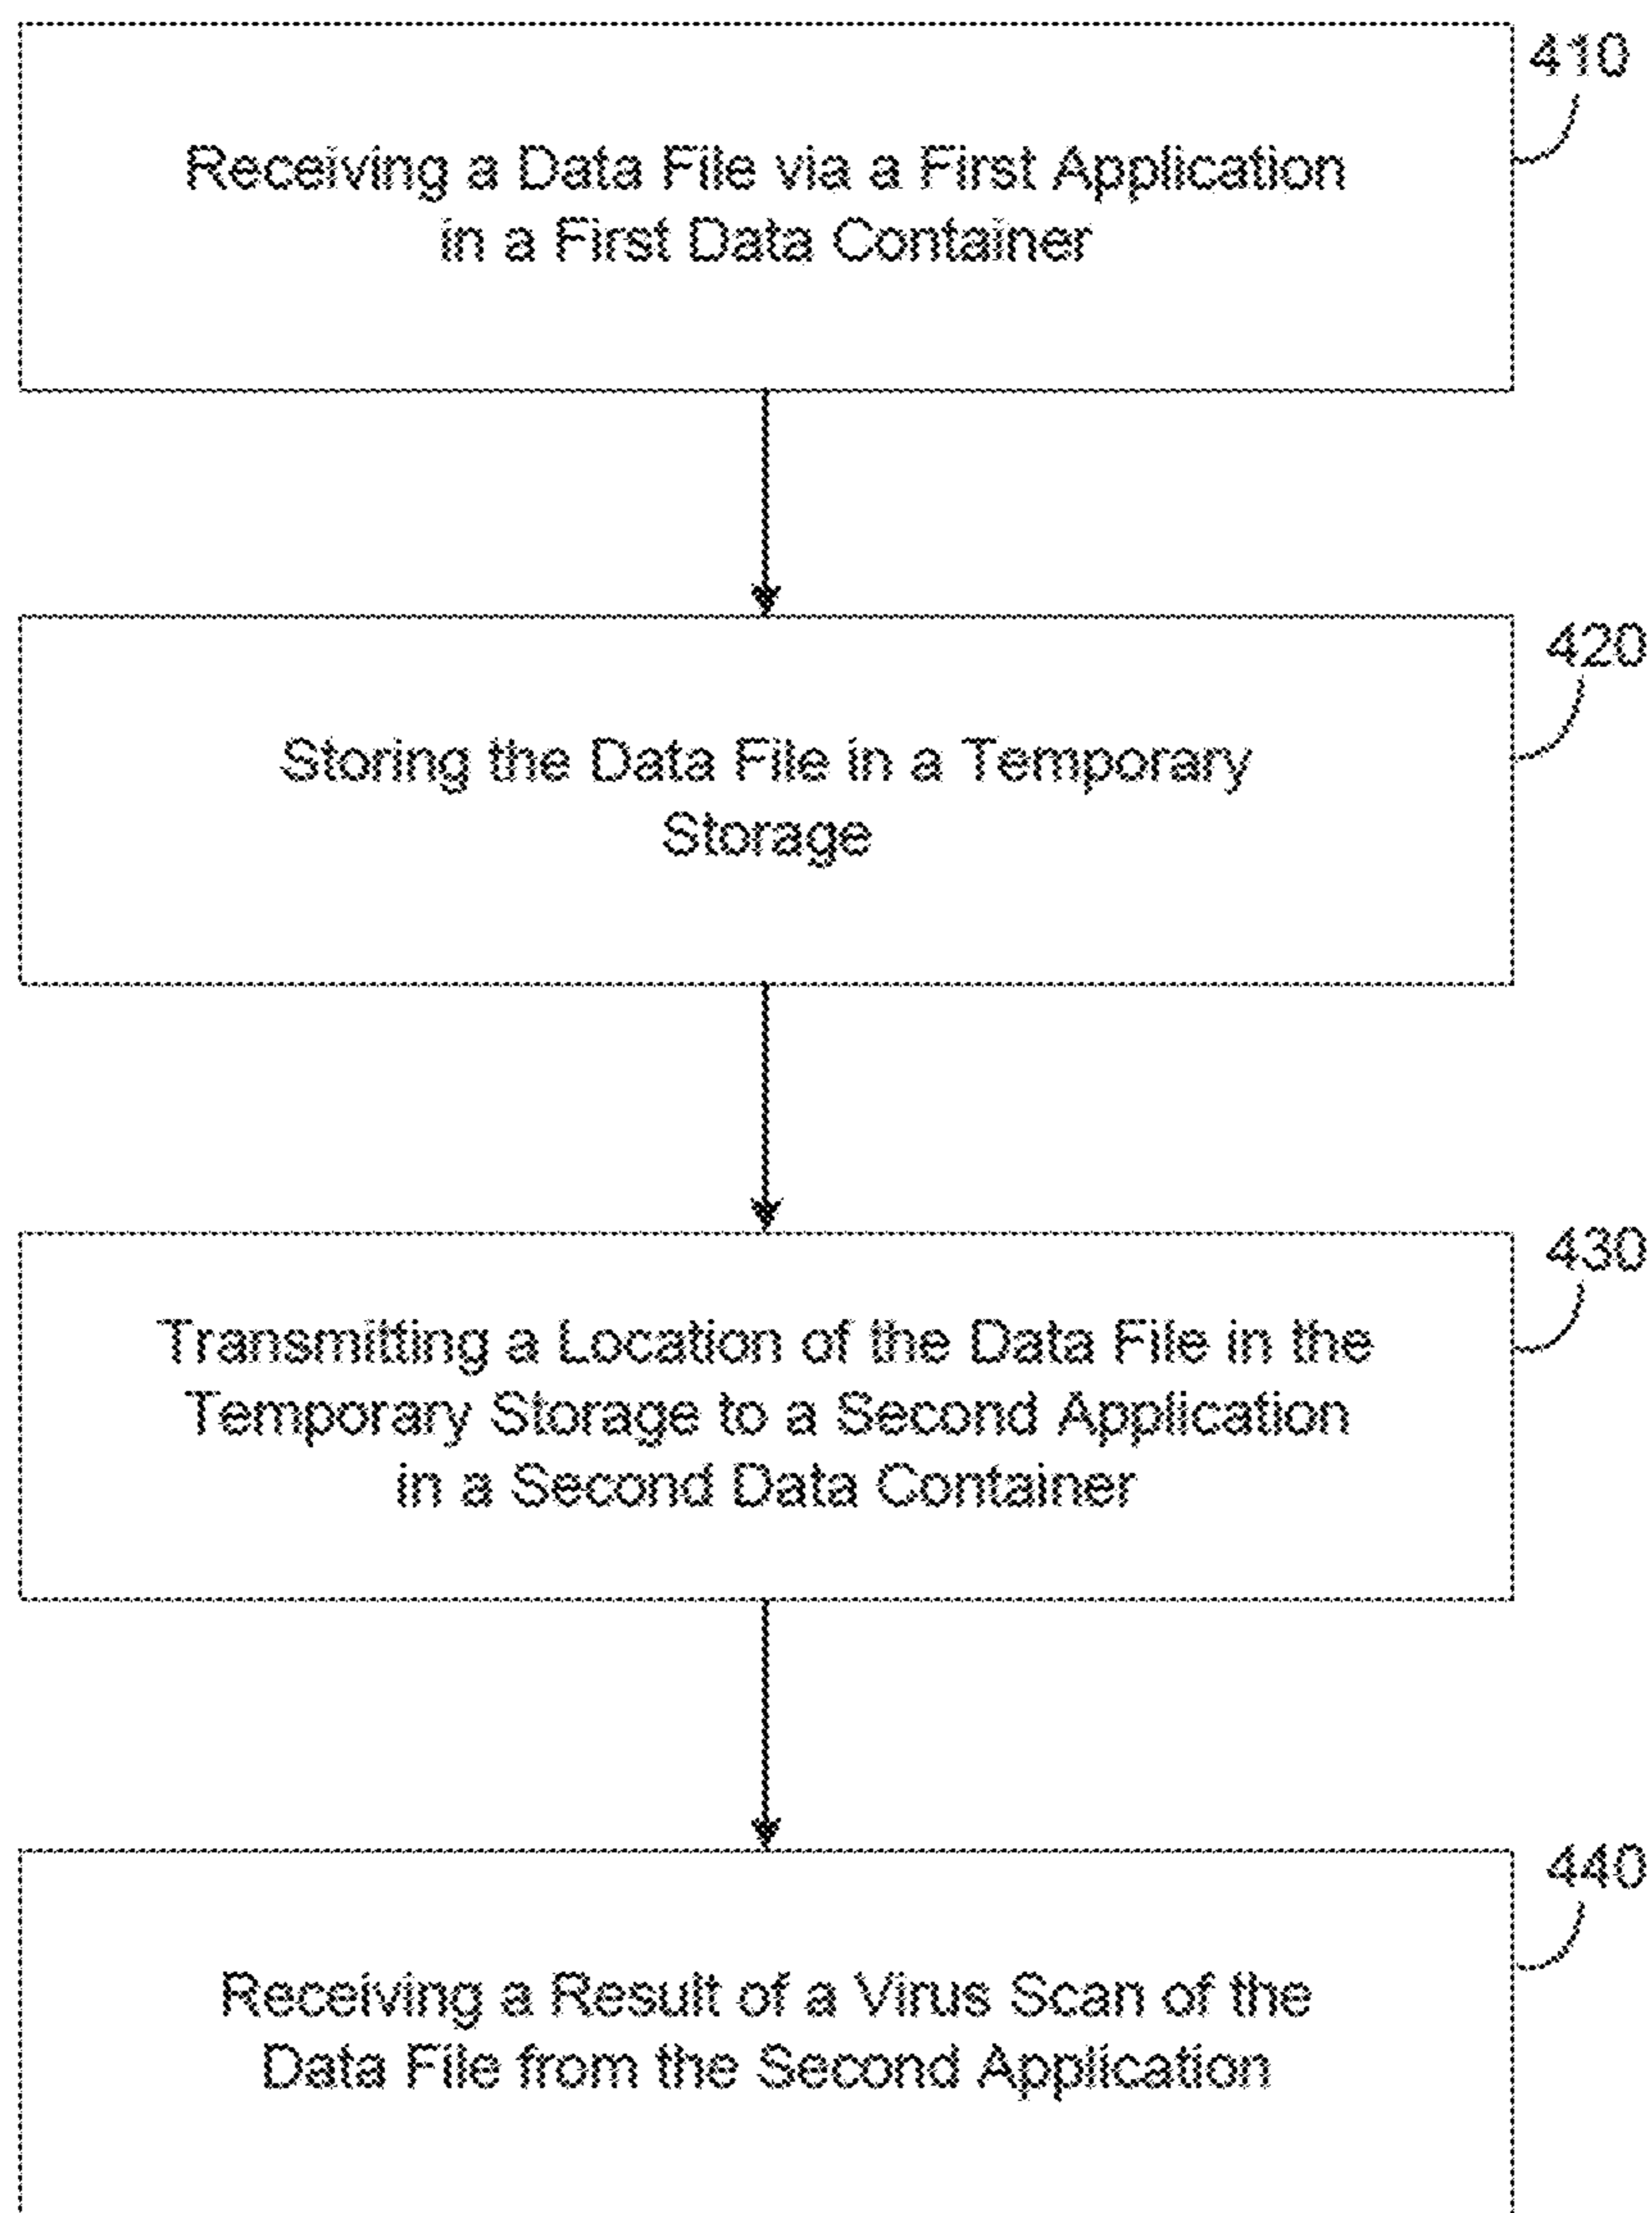 410
Receiving a Data File via a First Application
in a First Data Container
420
Storing the Data File in a Temporary
Storage
430
Transmitting a Location of the Data File in the
Temporary Storage to a Second Application
in a Second Data Container
440
Receiving a Result of a Virus Scan of the
Data File from the Second Application